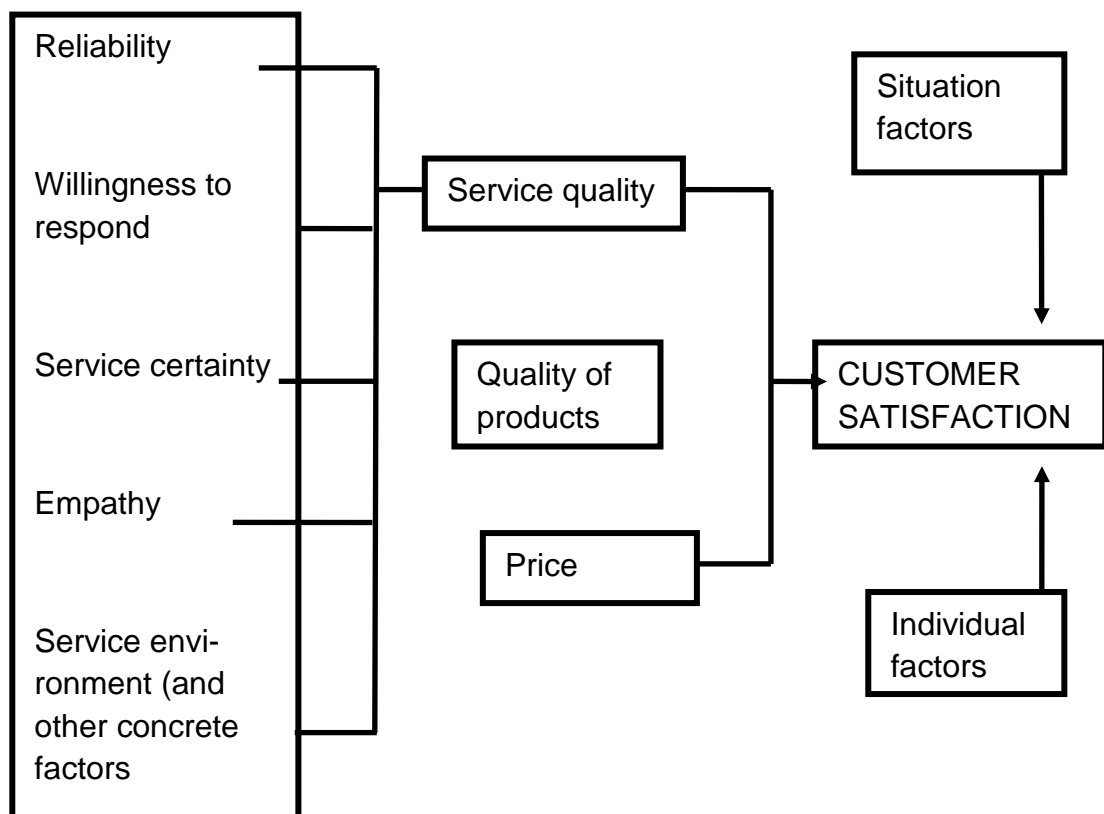 Reliability
Willingness to
respond
Service certainty
Empathy
Service envi-
ronment (and
other concrete
factors
Service quality
Quality of
products
Price
Situation
factors
CUSTOMER
SATISFACTION
Individual
factors